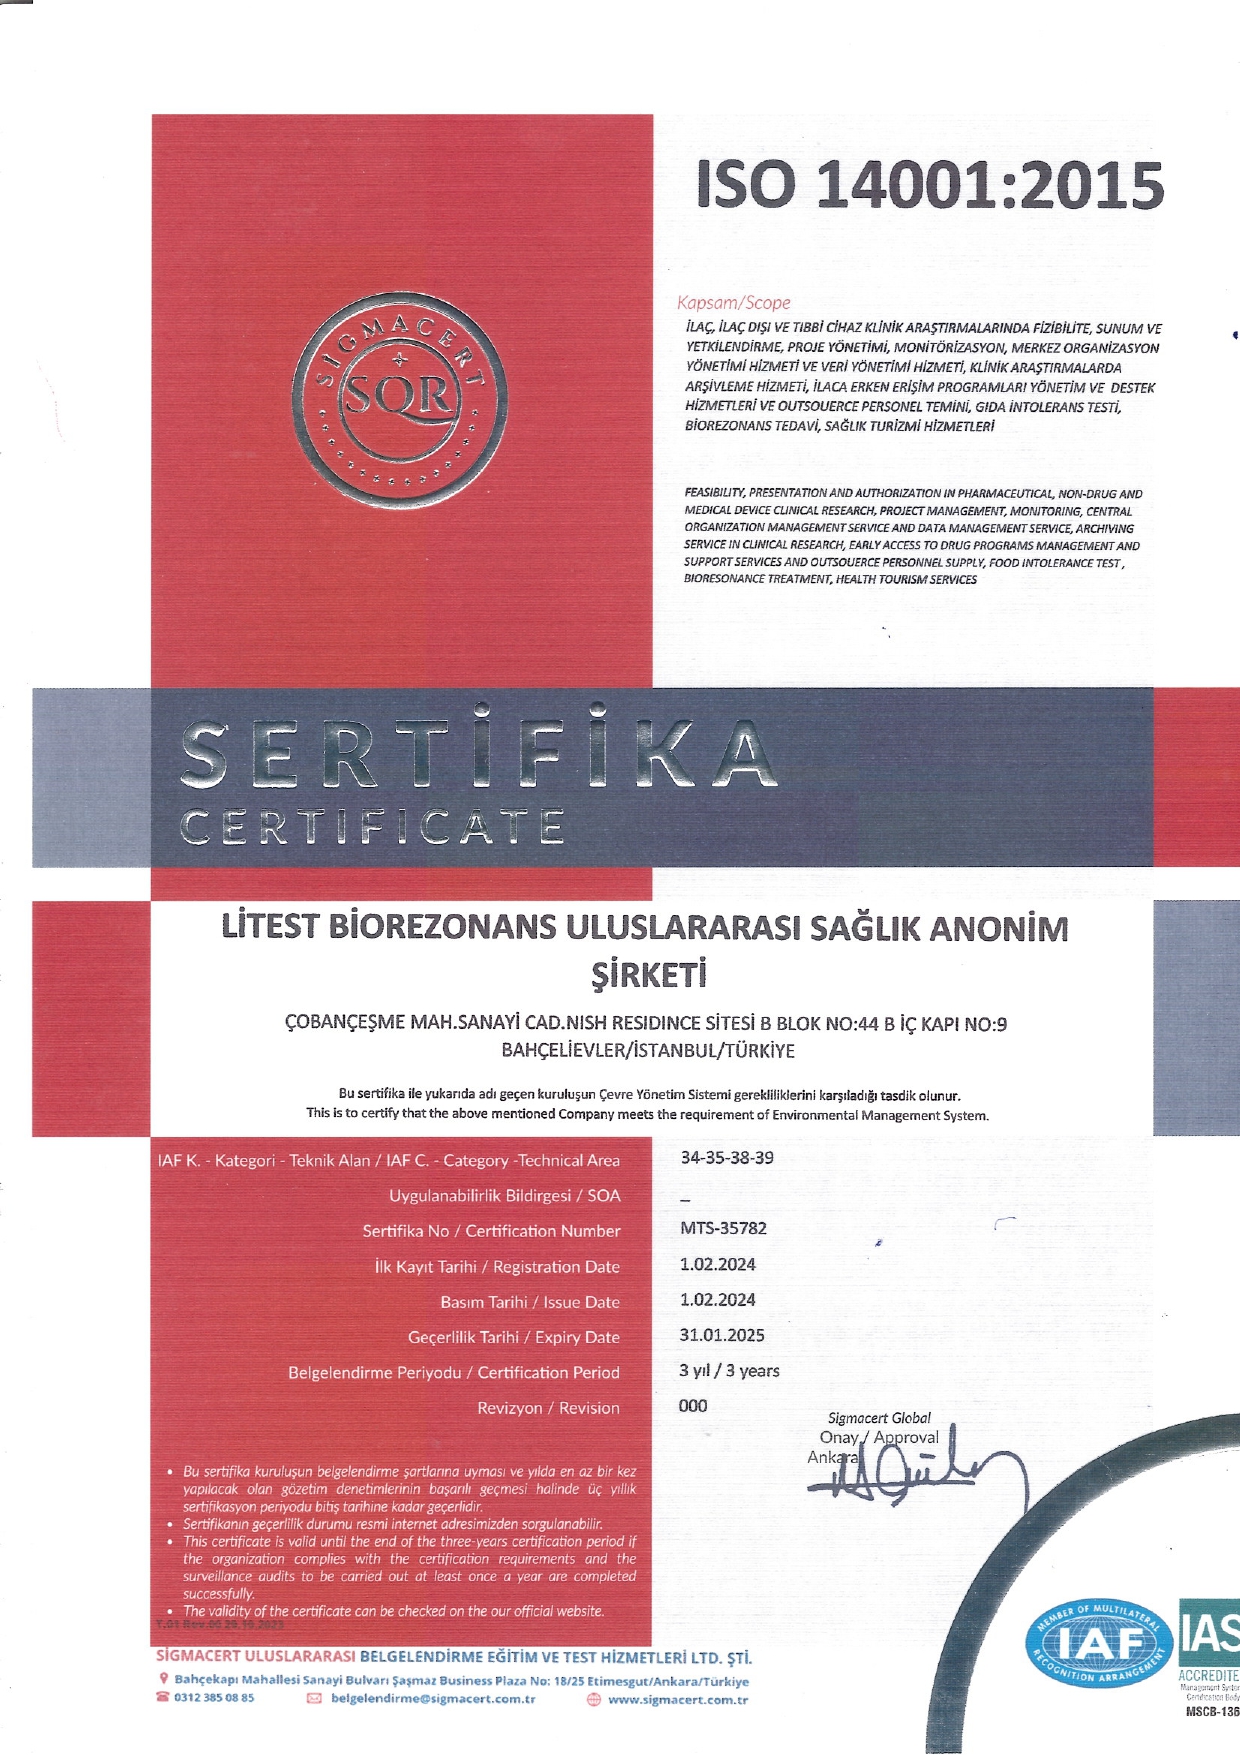 ISO 14001:2015
SİGMACERT
SQR
Kapsam/Scope
İLAÇ, İLAÇ DIŞI VE TIBBİ CİHAZ KLİNİK ARAŞTIRMALARINDA FİZİBİLİTE, SUNUM VE
YETKİLENDİRME, PROJE YÖNETİMİ, MONİTÖRİZASYON, MERKEZ ORGANİZASYON
YÖNETİMİ HİZMETİ VE VERİ YÖNETİMİ HİZMETİ, KLİNİK ARAŞTIRMALARDA
ARŞİVLEME HİZMETİ, İLACA ERKEN ERİŞİM PROGRAMLARI YÖNETİM VE DESTEK
HİZMETLERİ VE OUTSOUERCE PERSONEL TEMİNİ, GIDA İNTOLERANS TESTİ,
BİOREZONANS TEDAVİ, SAĞLIK TURİZMİ HİZMETLERİ
FEASIBILITY, PRESENTATION AND AUTHORIZATION IN PHARMACEUTICAL, NON-DRUG AND
MEDICAL DEVICE CLINICAL RESEARCH, PROJECT MANAGEMENT, MONITORING, CENTRAL
ORGANIZATION MANAGEMENT SERVICE AND DATA MANAGEMENT SERVICE, ARCHIVING
SERVICE IN CLINICAL RESEARCH, EARLY ACCESS TO DRUG PROGRAMS MANAGEMENT AND
SUPPORT SERVICES AND OUTSOUERCE PERSONNEL SUPPLY, FOOD INTOLERANCE TEST,
BIORESONANCE TREATMENT, HEALTH TOURISM SERVICES
SERTİFİKA
CERTIFICATE
LİTEST BİOREZONANS ULUSLARARASI SAĞLIK ANONİM
ŞİRKETİ
ÇOBANÇEŞME MAH.SANAYİ CAD.NISH RESIDINCE SİTESİ B BLOK NO:44 B İÇ KAPI NO:9
BAHÇELİEVLER/İSTANBUL/TÜRKİYE
Bu sertifika ile yukarıda adı geçen kuruluşun Çevre Yönetim Sistemi gerekliliklerini karşıladığı tasdik olunur.
This is to certify that the above mentioned Company meets the requirement of Environmental Management System.
IAF K. - Kategori - Teknik Alan / IAF C. - Category -Technical Area 34-35-38-39
Uygulanabilirlik Bildirgesi / SOA _
Sertifika No / Certification Number MTS-35782
İlk Kayıt Tarihi / Registration Date 1.02.2024
Basım Tarihi / Issue Date 1.02.2024
Geçerlilik Tarihi / Expiry Date 31.01.2025
Belgelendirme Periyodu / Certification Period 3 yıl / 3 years
Revizyon / Revision 000
Sigmacert Global
Onay / Approval
Ankara
• Bu sertifika kuruluşun belgelendirme şartlarına uyması ve yılda en az bir kez
yapılacak olan gözetim denetimlerinin başarılı geçmesi halinde üç yıllık
sertifikasyon periyodu bitiş tarihine kadar geçerlidir.
• Sertifikanın geçerlilik durumu resmi internet adresimizden sorgulanabilir.
• This certificate is valid until the end of the three-years certification period if
the organization complies with the certification requirements and the
surveillance audits to be carried out at least once a year are completed
successfully.
• The validity of the certificate can be checked on the our official website.
SİGMACERT ULUSLARARASI BELGELENDİRME EĞİTİM VE TEST HİZMETLERİ LTD. ŞTİ.
Bahçekapı Mahallesi Sanayi Bulvarı Şaşmaz Business Plaza No: 18/25 Etimesgut/Ankara/Türkiye
0312 385 08 85 belgelendirme@sigmacert.com.tr www.sigmacert.com.tr
MEMBER OF MULTILATERAL
IAF
RECOGNITION ARRANGEMENT
IAS
ACCREDITE
Management System
Certification Body
MSCB-136